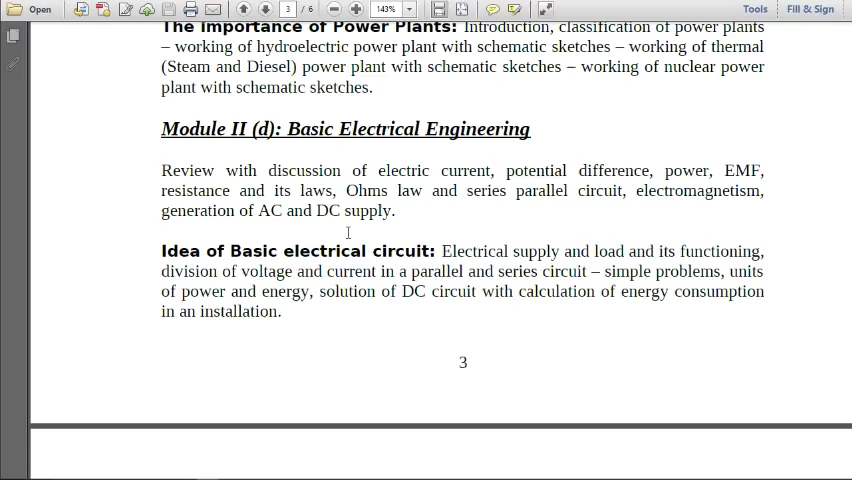 Open 3 / 6 143% Tools Fill & Sign
The Importance of Power Plants: Introduction, classification of power plants
– working of hydroelectric power plant with schematic sketches – working of thermal
(Steam and Diesel) power plant with schematic sketches – working of nuclear power
plant with schematic sketches.
Module II (d): Basic Electrical Engineering
Review with discussion of electric current, potential difference, power, EMF,
resistance and its laws, Ohms law and series parallel circuit, electromagnetism,
generation of AC and DC supply.
Idea of Basic electrical circuit: Electrical supply and load and its functioning,
division of voltage and current in a parallel and series circuit – simple problems, units
of power and energy, solution of DC circuit with calculation of energy consumption
in an installation.
3